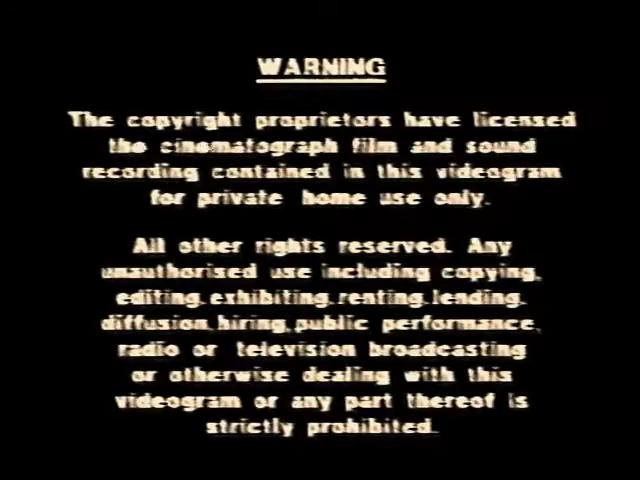 WARNING
The copyright proprietors have licensed
the cinematograph film and sound
recording contained in this videogram
for private home use only.
All other rights reserved. Any
unauthorised use including copying,
editing, exhibiting, renting, lending,
diffusion, hiring, public performance,
radio or television broadcasting
or otherwise dealing with this
videogram or any part thereof is
strictly prohibited.